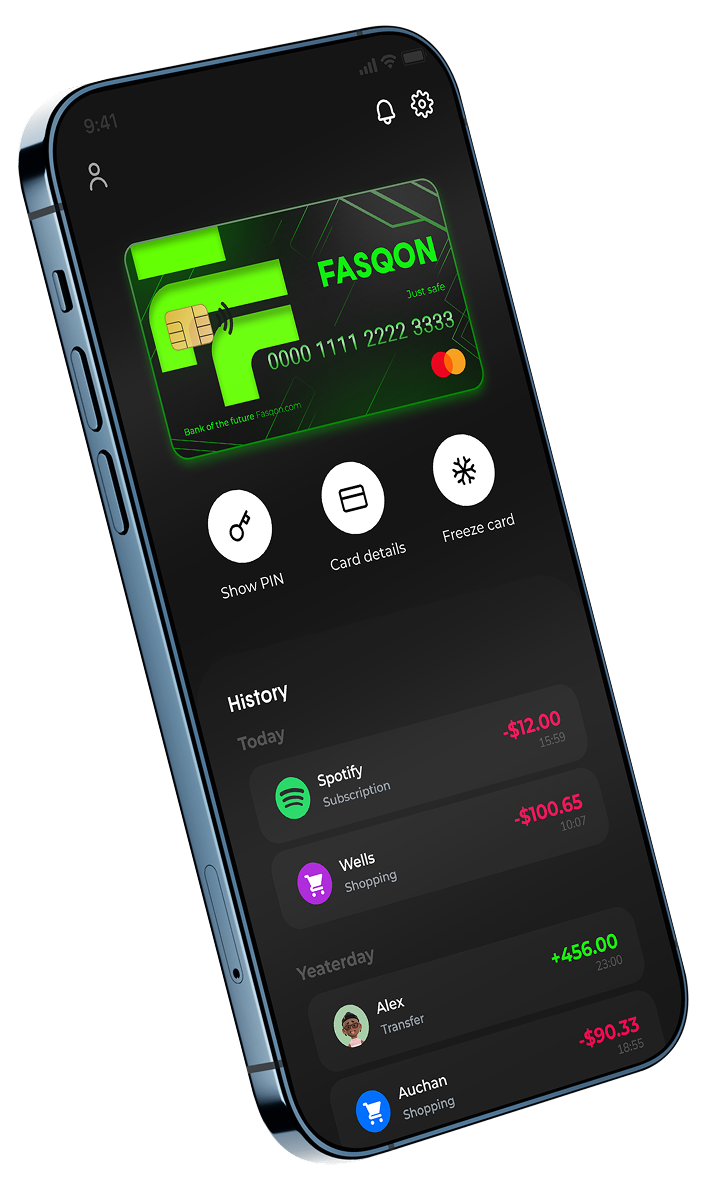 9:41
FASQON
Just safe
0000 1111 2222 3333
Bank of the future Fasqon.com
Show PIN
Card details
Freeze card
History
Today
Spotify
Subscription
-$12.00
15:59
Wells
Shopping
-$100.65
10:07
Yeaterday
Alex
Transfer
+456.00
23:00
Auchan
Shopping
-$90.33
18:55